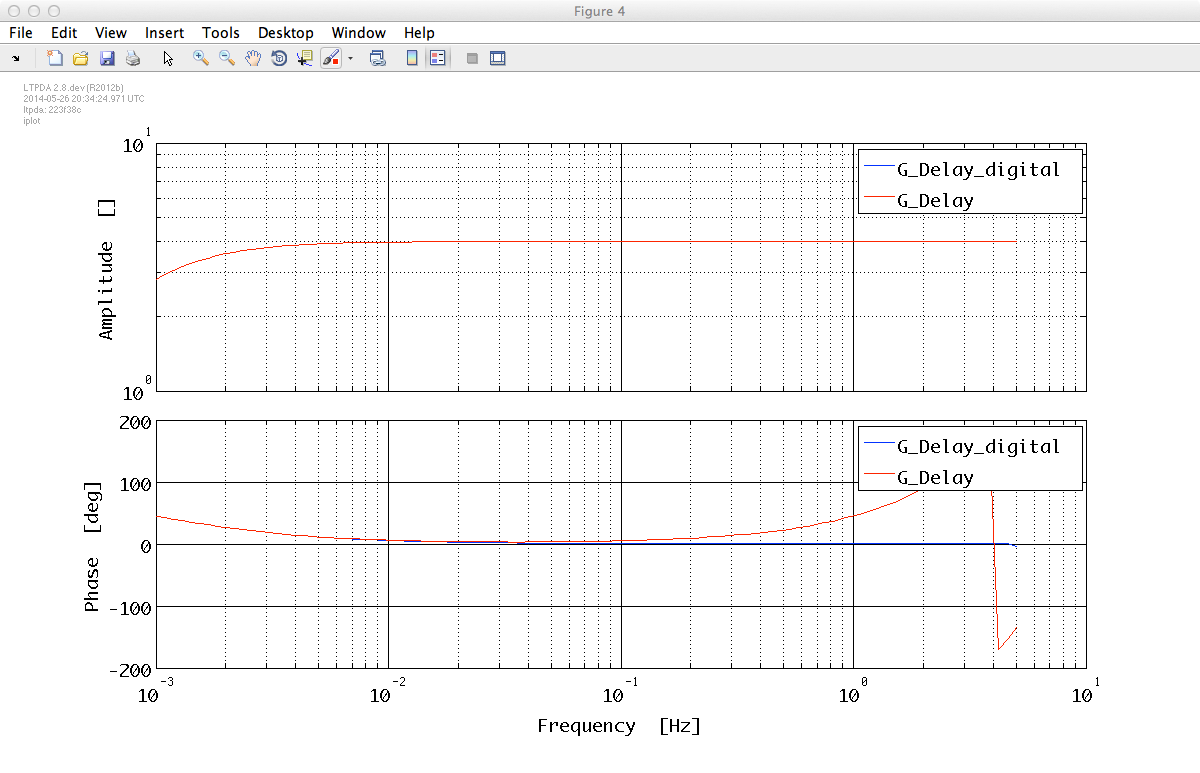 Figure 4
File Edit View Insert Tools Desktop Window Help
LTPDA 2.8.dev (R2012b)
2014-05-26 20:34:24.971 UTC
ltpda: 223f38c
iplot
10^1
10^0
Amplitude []
G_Delay_digital
G_Delay
200
100
0
-100
-200
Phase [deg]
G_Delay_digital
G_Delay
10^-3 10^-2 10^-1 10^0 10^1
Frequency [Hz]